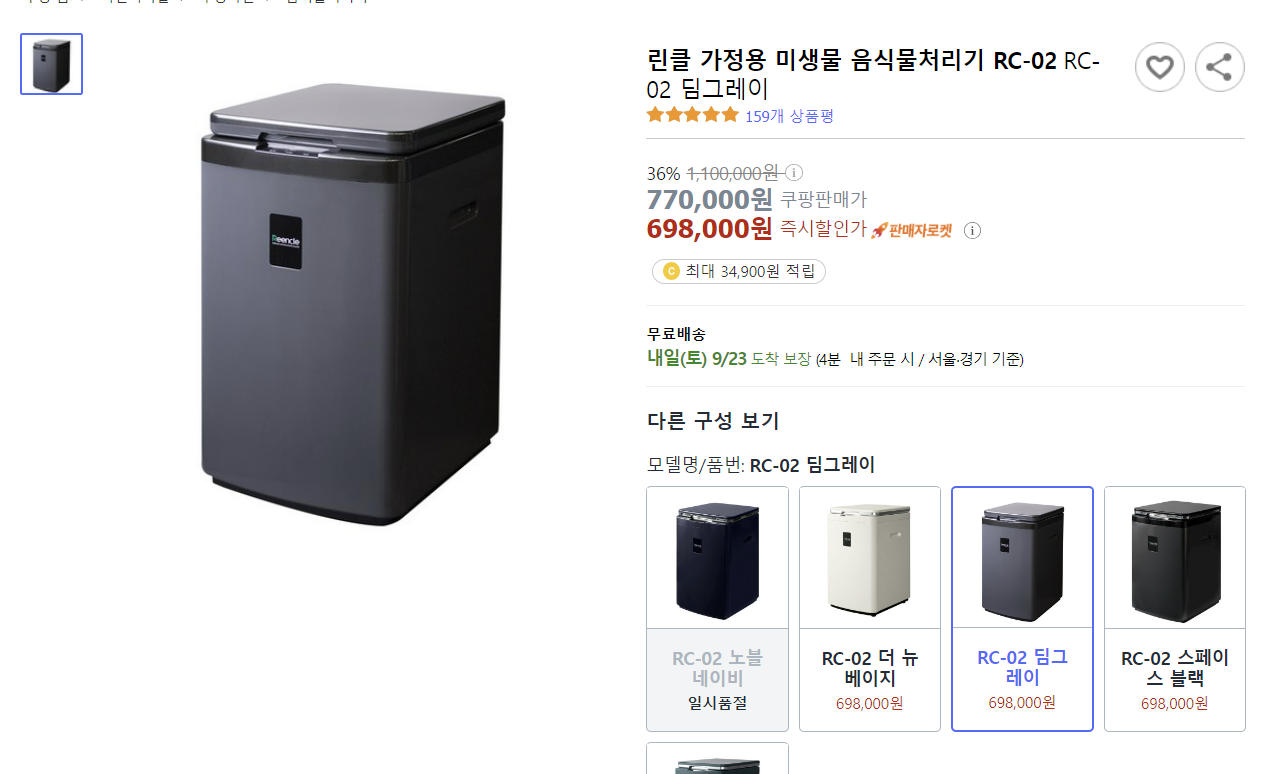 Reencle
린클 가정용 미생물 음식물처리기 RC-02 RC-
02 딤그레이
159개 상품평
36% 1,100,000원
770,000원 쿠팡판매가
698,000원 즉시할인가 판매자로켓
최대 34,900원 적립
무료배송
내일(토) 9/23 도착 보장 (4분 내 주문 시 / 서울·경기 기준)
다른 구성 보기
모델명/품번: RC-02 딤그레이
RC-02 노블
네이비
일시품절
RC-02 더 뉴
베이지
698,000원
RC-02 딤그
레이
698,000원
RC-02 스페이
스 블랙
698,000원